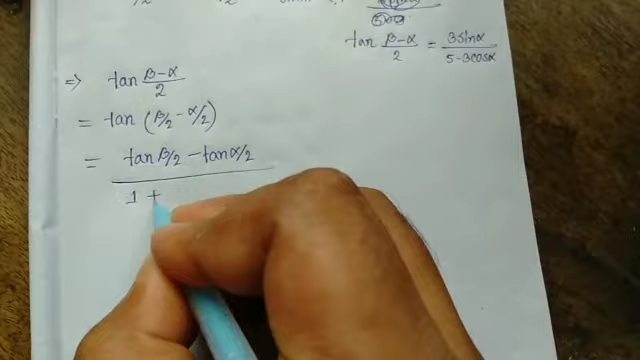 tan (β-α)/2 = 3sinα/(5-3cosα)
⇒ tan (β-α)/2
= tan (β/2 - α/2)
= tan β/2 - tan α/2
1 +